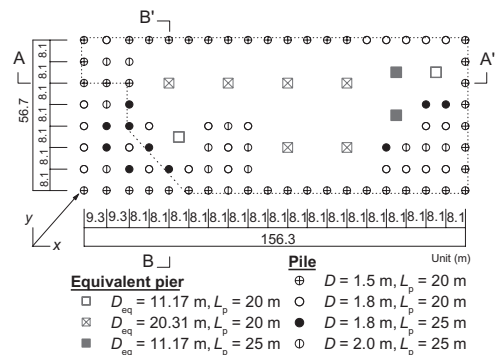 B'
A
A'
8.1 8.1 8.1 8.1 8.1 8.1 8.1
56.7
y
x
9.3 9.3 8.1 8.1 8.1 8.1 8.1 8.1 8.1 8.1 8.1 8.1 8.1 8.1 8.1 8.1 8.1 8.1 8.1
156.3
B
Unit (m)
Equivalent pier
Deq = 11.17 m, Lp = 20 m
Deq = 20.31 m, Lp = 20 m
Deq = 11.17 m, Lp = 25 m
Pile
D = 1.5 m, Lp = 20 m
D = 1.8 m, Lp = 20 m
D = 1.8 m, Lp = 25 m
D = 2.0 m, Lp = 25 m